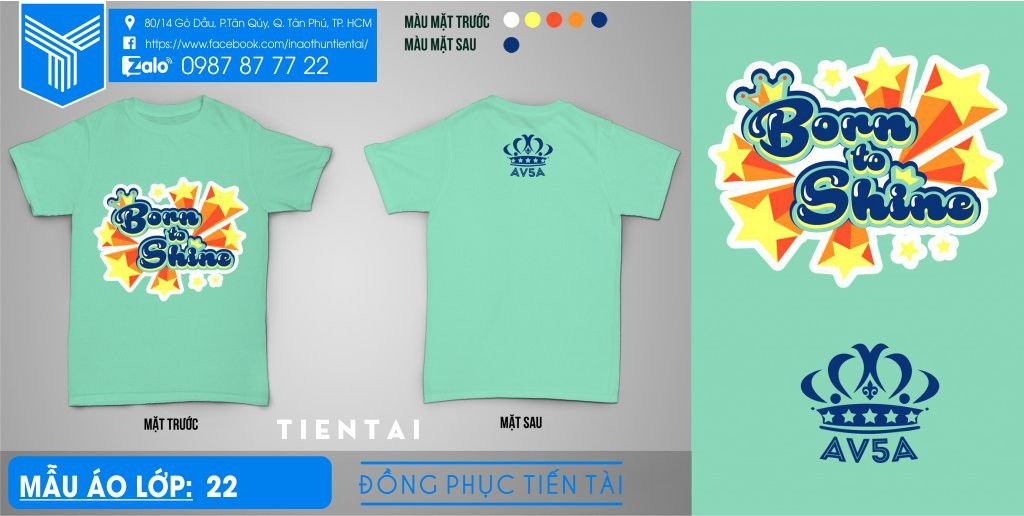 80/14 Gò Dầu, P.Tân Qúy, Q. Tân Phú, TP. HCM
https://www.facebook.com/inaothuntientai/
Zalo 0987 87 77 22
MÀU MẶT TRƯỚC
MÀU MẶT SAU
Born
to
Shine
AV5A
Born
to
Shine
AV5A
MẶT TRƯỚC
TIENTAI
MẶT SAU
MẪU ÁO LỚP: 22
ĐỒNG PHỤC TIẾN TÀI